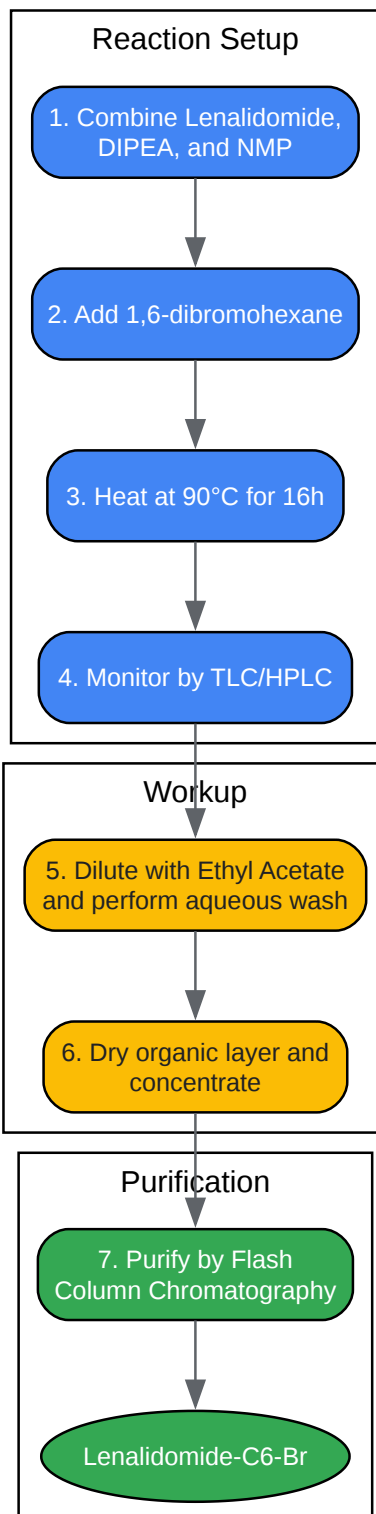 Reaction Setup
1. Combine Lenalidomide,
DIPEA, and NMP
2. Add 1,6-dibromohexane
3. Heat at 90°C for 16h
4. Monitor by TLC/HPLC
Workup
5. Dilute with Ethyl Acetate
and perform aqueous wash
6. Dry organic layer and
concentrate
Purification
7. Purify by Flash
Column Chromatography
Lenalidomide-C6-Br